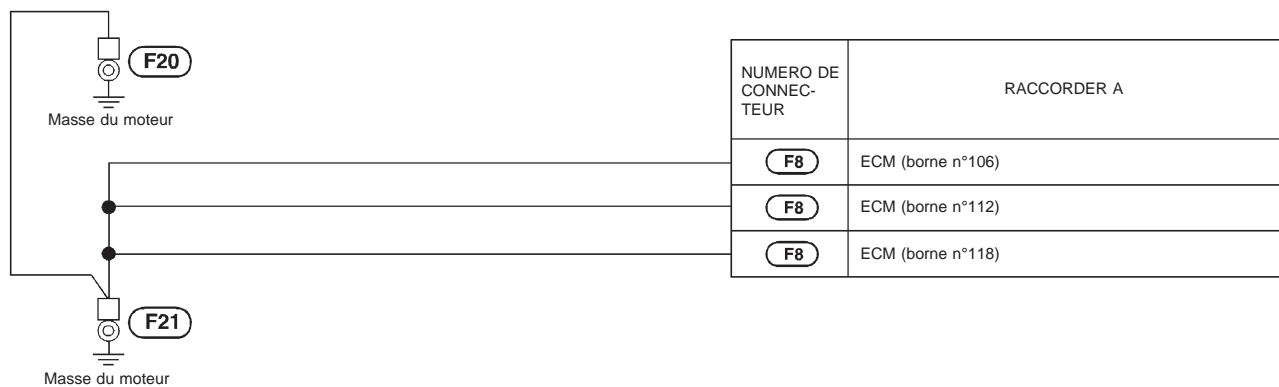 F20
Masse du moteur
NUMERO DE
CONNEC-
TEUR
RACCORDER A
F8
ECM (borne n°106)
F8
ECM (borne n°112)
F8
ECM (borne n°118)
F21
Masse du moteur